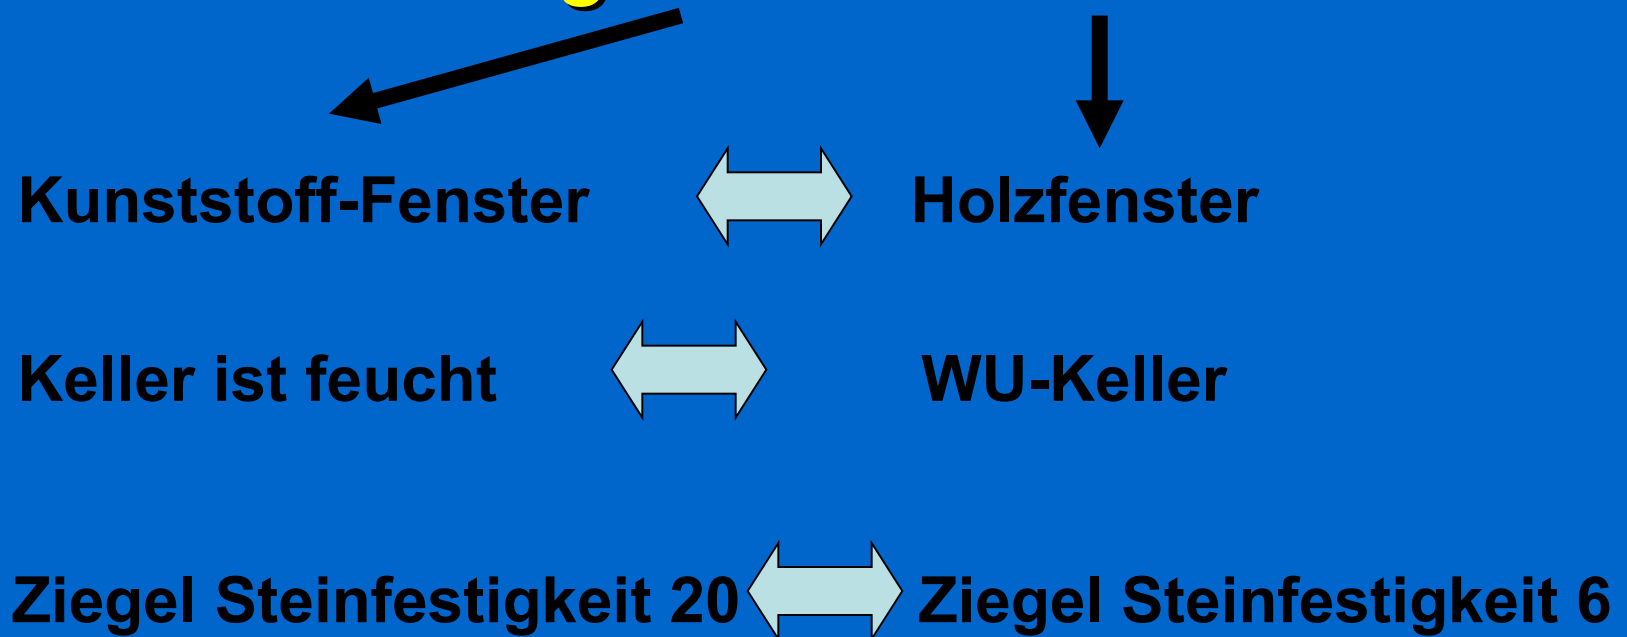 Kunststoff-Fenster Holzfenster
Keller ist feucht WU-Keller
Ziegel Steinfestigkeit 20 Ziegel Steinfestigkeit 6